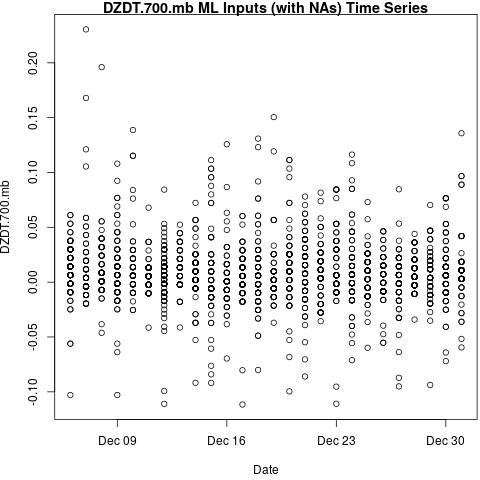 DZDT.700.mb ML Inputs (with NAs) Time Series
DZDT.700.mb
0.20
0.15
0.10
0.05
0.00
-0.05
-0.10
Dec 09 Dec 16 Dec 23 Dec 30
Date